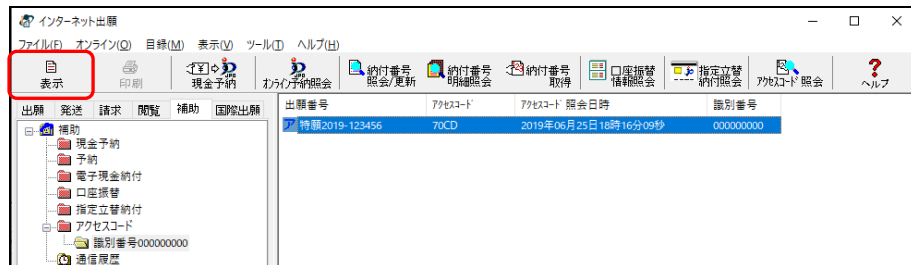 インターネット出願
ファイル(F) オンライン(O) 目録(M) 表示(V) ツール(T) ヘルプ(H)
表示
印刷
現金予納
オンライン予納照会
納付番号
照会/更新
納付番号
明細照会
納付番号
取得
口座振替
情報照会
指定立替
納付照会
アクセスコード照会
ヘルプ
出願 発送 請求 閲覧 補助 国際出願
出願番号 アクセスコード アクセスコード照会日時 識別番号
特願2019-123456 70CD 2019年06月25日18時16分09秒 000000000
補助
現金予納
予納
電子現金納付
口座振替
指定立替納付
アクセスコード
識別番号000000000
通信履歴